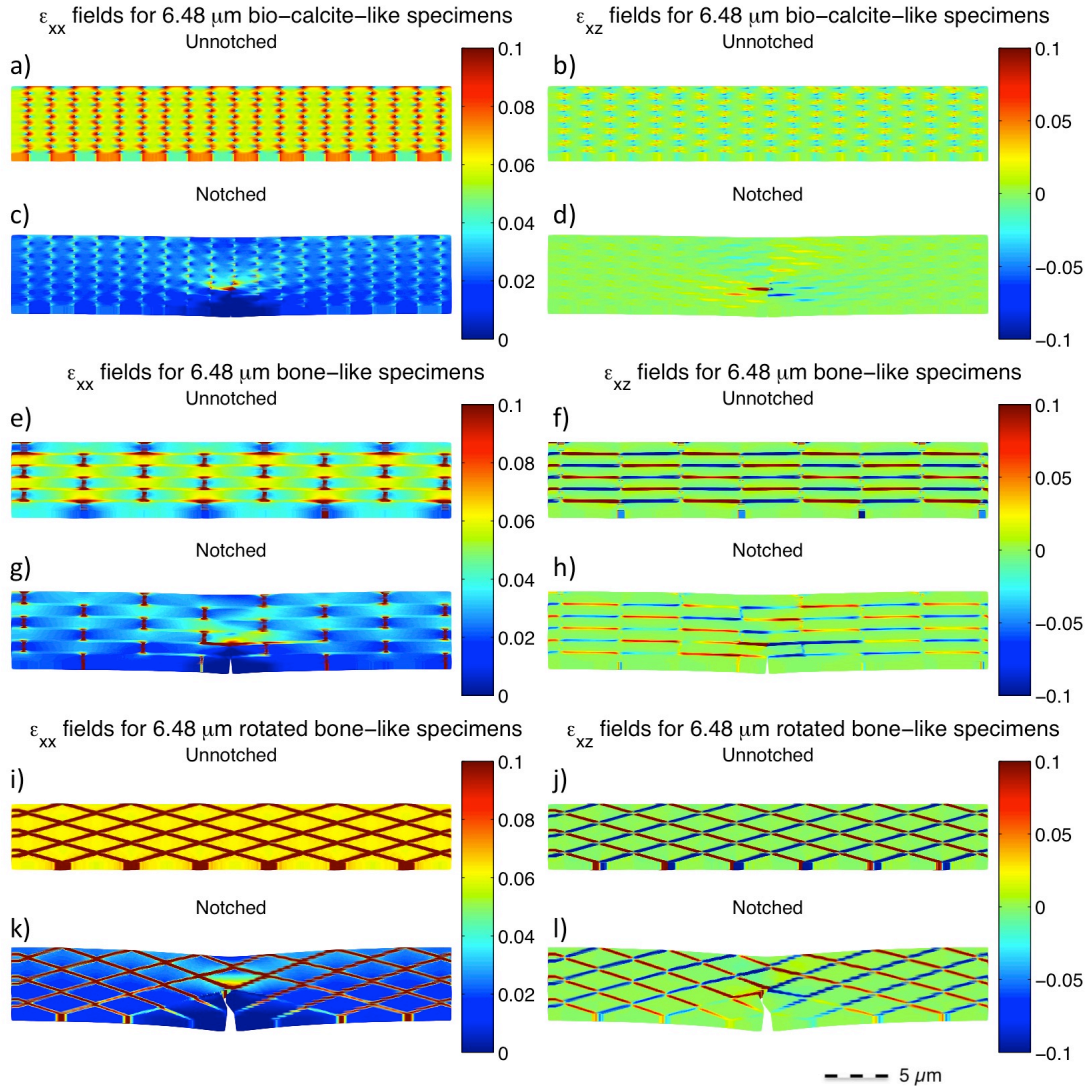 εxx fields for 6.48 μm bio−calcite−like specimens
Unnotched
a)
0.1
0.08
0.06
0.04
0.02
0
Notched
c)
εxz fields for 6.48 μm bio−calcite−like specimens
Unnotched
b)
0.1
0.05
0
−0.05
−0.1
Notched
d)
εxx fields for 6.48 μm bone−like specimens
Unnotched
e)
0.1
0.08
0.06
0.04
0.02
0
Notched
g)
εxz fields for 6.48 μm bone−like specimens
Unnotched
f)
0.1
0.05
0
−0.05
−0.1
Notched
h)
εxx fields for 6.48 μm rotated bone−like specimens
Unnotched
i)
0.1
0.08
0.06
0.04
0.02
0
Notched
k)
εxz fields for 6.48 μm rotated bone−like specimens
Unnotched
j)
0.1
0.05
0
−0.05
−0.1
Notched
l)
5 μm